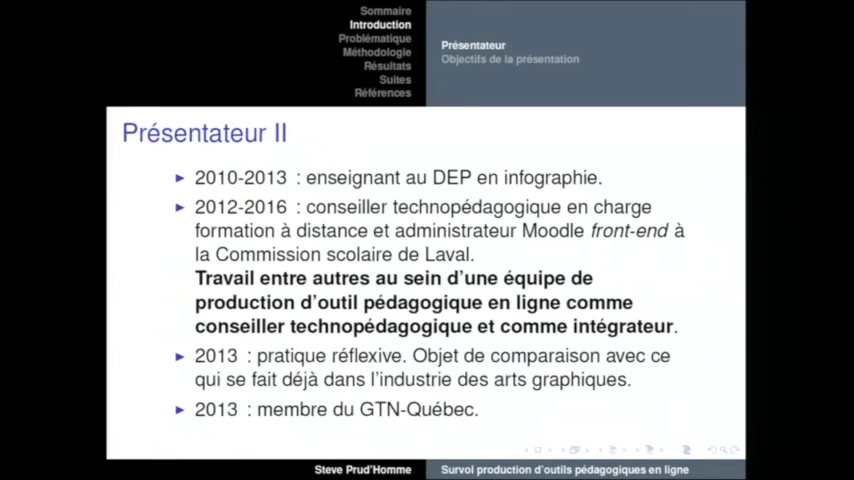 Sommaire
Introduction
Problématique
Méthodologie
Résultats
Suites
Références
Présentateur
Objectifs de la présentation
Présentateur II
2010-2013 : enseignant au DEP en infographie.
2012-2016 : conseiller technopédagogique en charge
formation à distance et administrateur Moodle front-end à
la Commission scolaire de Laval.
Travail entre autres au sein d'une équipe de
production d'outil pédagogique en ligne comme
conseiller technopédagogique et comme intégrateur.
2013 : pratique réflexive. Objet de comparaison avec ce
qui se fait déjà dans l'industrie des arts graphiques.
2013 : membre du GTN-Québec.
Steve Prud'Homme
Survol production d'outils pédagogiques en ligne